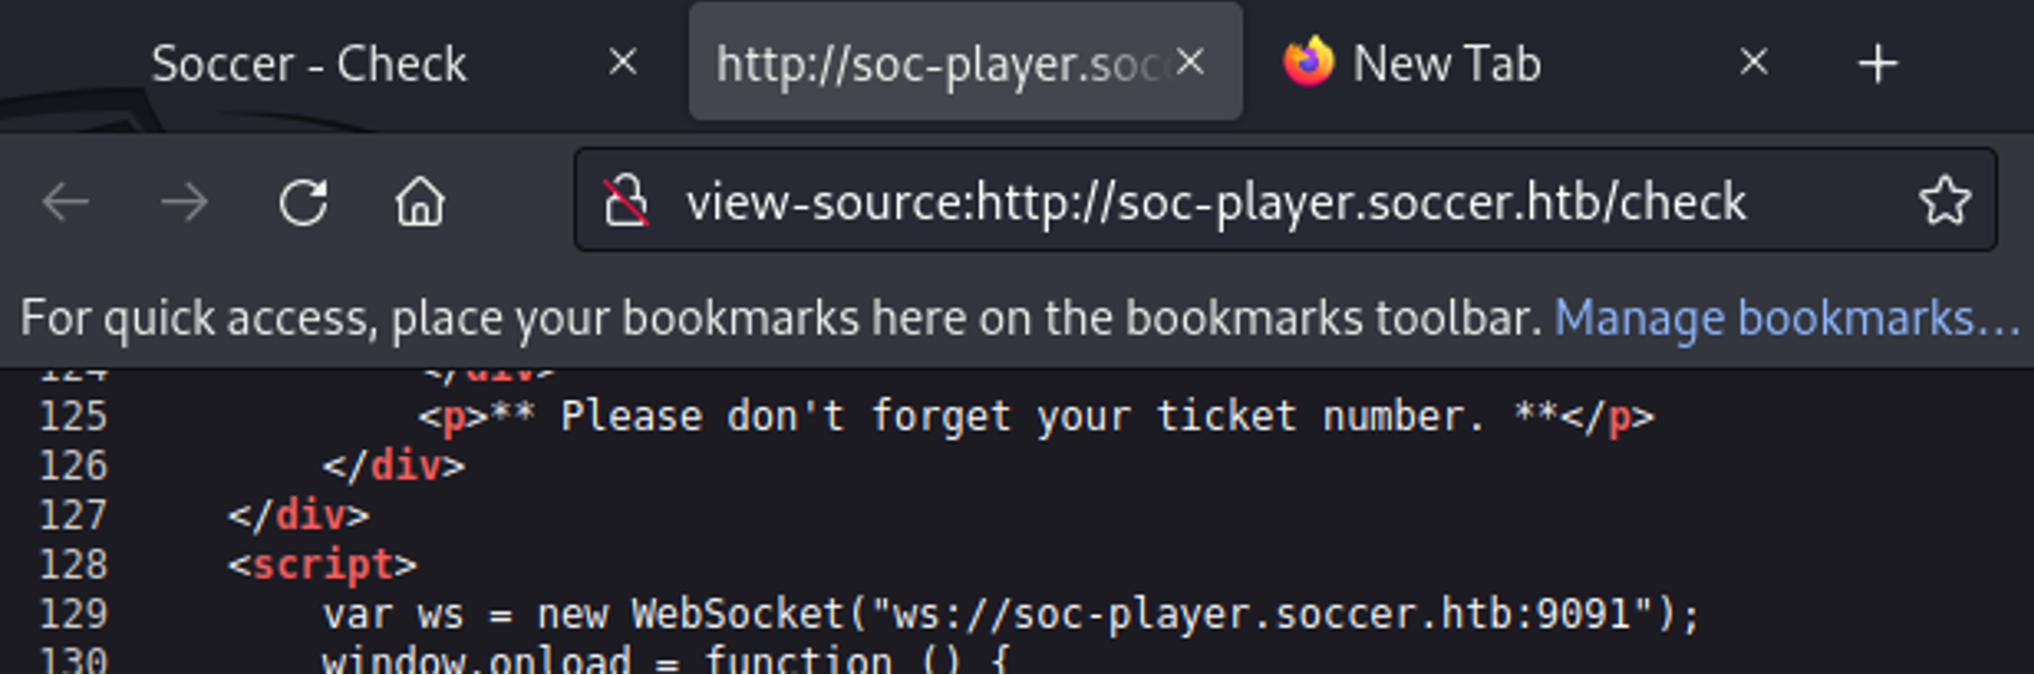 Soccer - Check
http://soc-player.socc
New Tab
view-source:http://soc-player.soccer.htb/check
For quick access, place your bookmarks here on the bookmarks toolbar. Manage bookmarks...
124 </div>
125 <p>** Please don't forget your ticket number. **</p>
126 </div>
127 </div>
128 <script>
129 var ws = new WebSocket("ws://soc-player.soccer.htb:9091");
130 window.onload = function () {